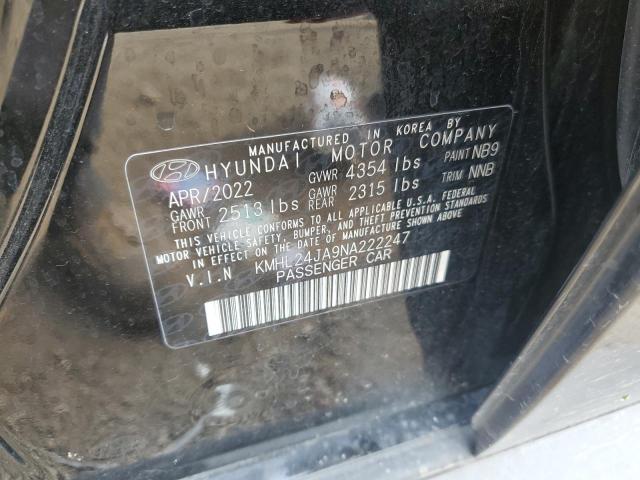 MANUFACTURED IN KOREA BY
HYUNDAI MOTOR COMPANY
APR/2022 GVWR 4354 lbs PAINT NB9
GAWR FRONT 2513 lbs GAWR REAR 2315 lbs TRIM NNB
THIS VEHICLE CONFORMS TO ALL APPLICABLE U.S.A. FEDERAL
MOTOR VEHICLE SAFETY, BUMPER, AND THEFT PREVENTION STANDARDS
IN EFFECT ON THE DATE OF MANUFACTURE SHOWN ABOVE.
V.I.N KMHL24JA9NA222247
PASSENGER CAR